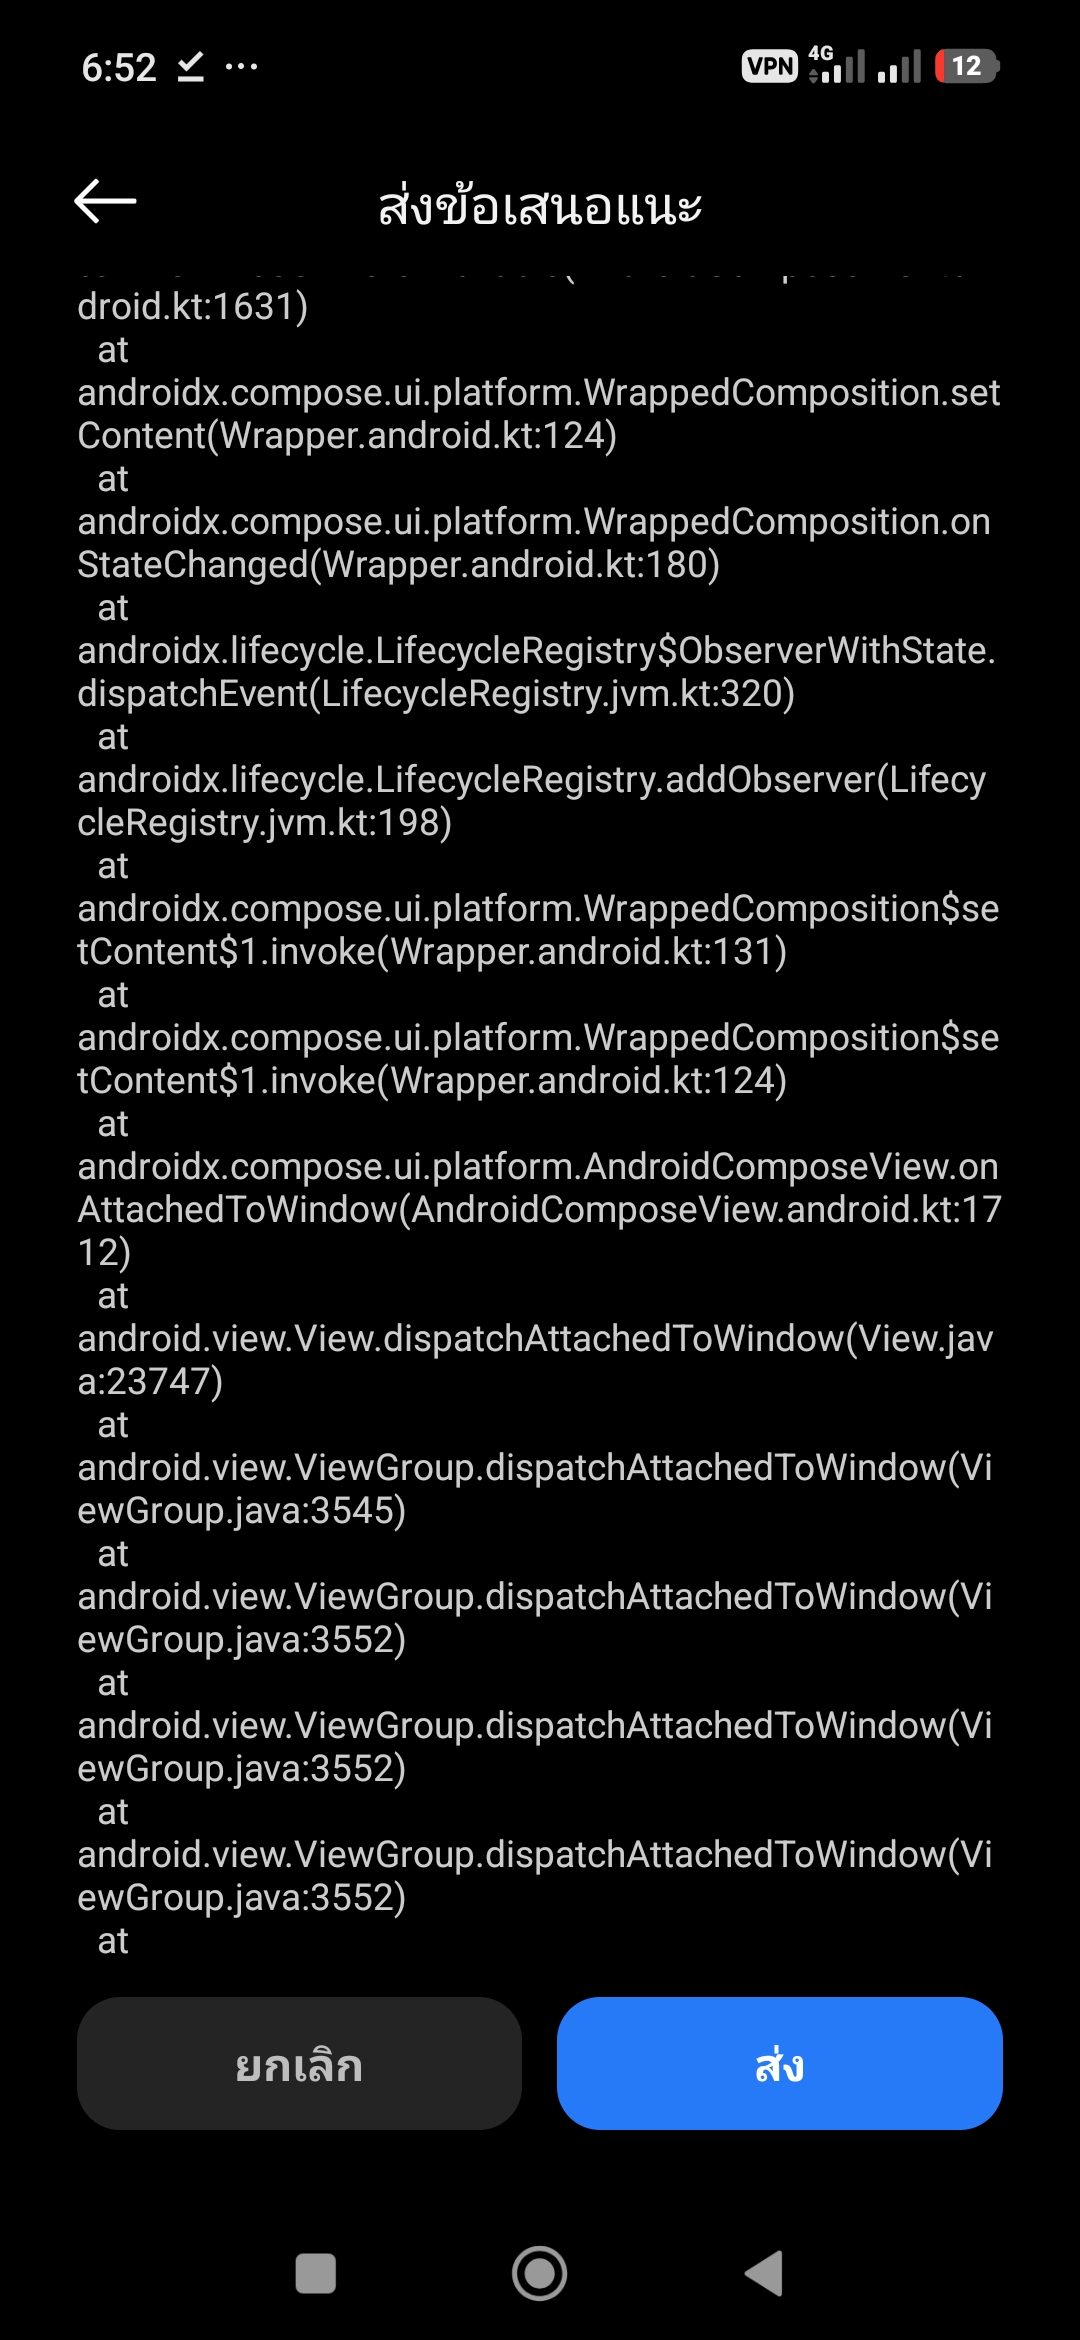 6:52
VPN 4G 12
ส่งข้อเสนอแนะ
droid.kt:1631)
at
androidx.compose.ui.platform.WrappedComposition.set
Content(Wrapper.android.kt:124)
at
androidx.compose.ui.platform.WrappedComposition.on
StateChanged(Wrapper.android.kt:180)
at
androidx.lifecycle.LifecycleRegistry$ObserverWithState.
dispatchEvent(LifecycleRegistry.jvm.kt:320)
at
androidx.lifecycle.LifecycleRegistry.addObserver(Lifecy
cleRegistry.jvm.kt:198)
at
androidx.compose.ui.platform.WrappedComposition$se
tContent$1.invoke(Wrapper.android.kt:131)
at
androidx.compose.ui.platform.WrappedComposition$se
tContent$1.invoke(Wrapper.android.kt:124)
at
androidx.compose.ui.platform.AndroidComposeView.on
AttachedToWindow(AndroidComposeView.android.kt:17
12)
at
android.view.View.dispatchAttachedToWindow(View.jav
a:23747)
at
android.view.ViewGroup.dispatchAttachedToWindow(Vi
ewGroup.java:3545)
at
android.view.ViewGroup.dispatchAttachedToWindow(Vi
ewGroup.java:3552)
at
android.view.ViewGroup.dispatchAttachedToWindow(Vi
ewGroup.java:3552)
at
android.view.ViewGroup.dispatchAttachedToWindow(Vi
ewGroup.java:3552)
at
ยกเลิก
ส่ง